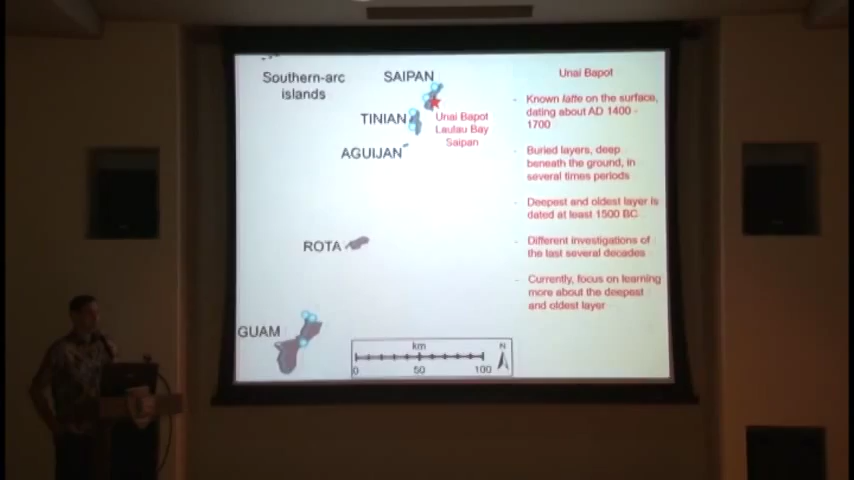 Southern-arc
islands
SAIPAN
TINIAN
AGUIJAN
Unai Bapot
Laulau Bay
Saipan
ROTA
GUAM
km
0 50 100
N
Unai Bapot
- Known latte on the surface,
dating about AD 1400 -
1700
- Buried layers, deep
beneath the ground, in
several times periods
- Deepest and oldest layer is
dated at least 1500 BC
- Different investigations of
the last several decades
- Currently, focus on learning
more about the deepest
and oldest layer